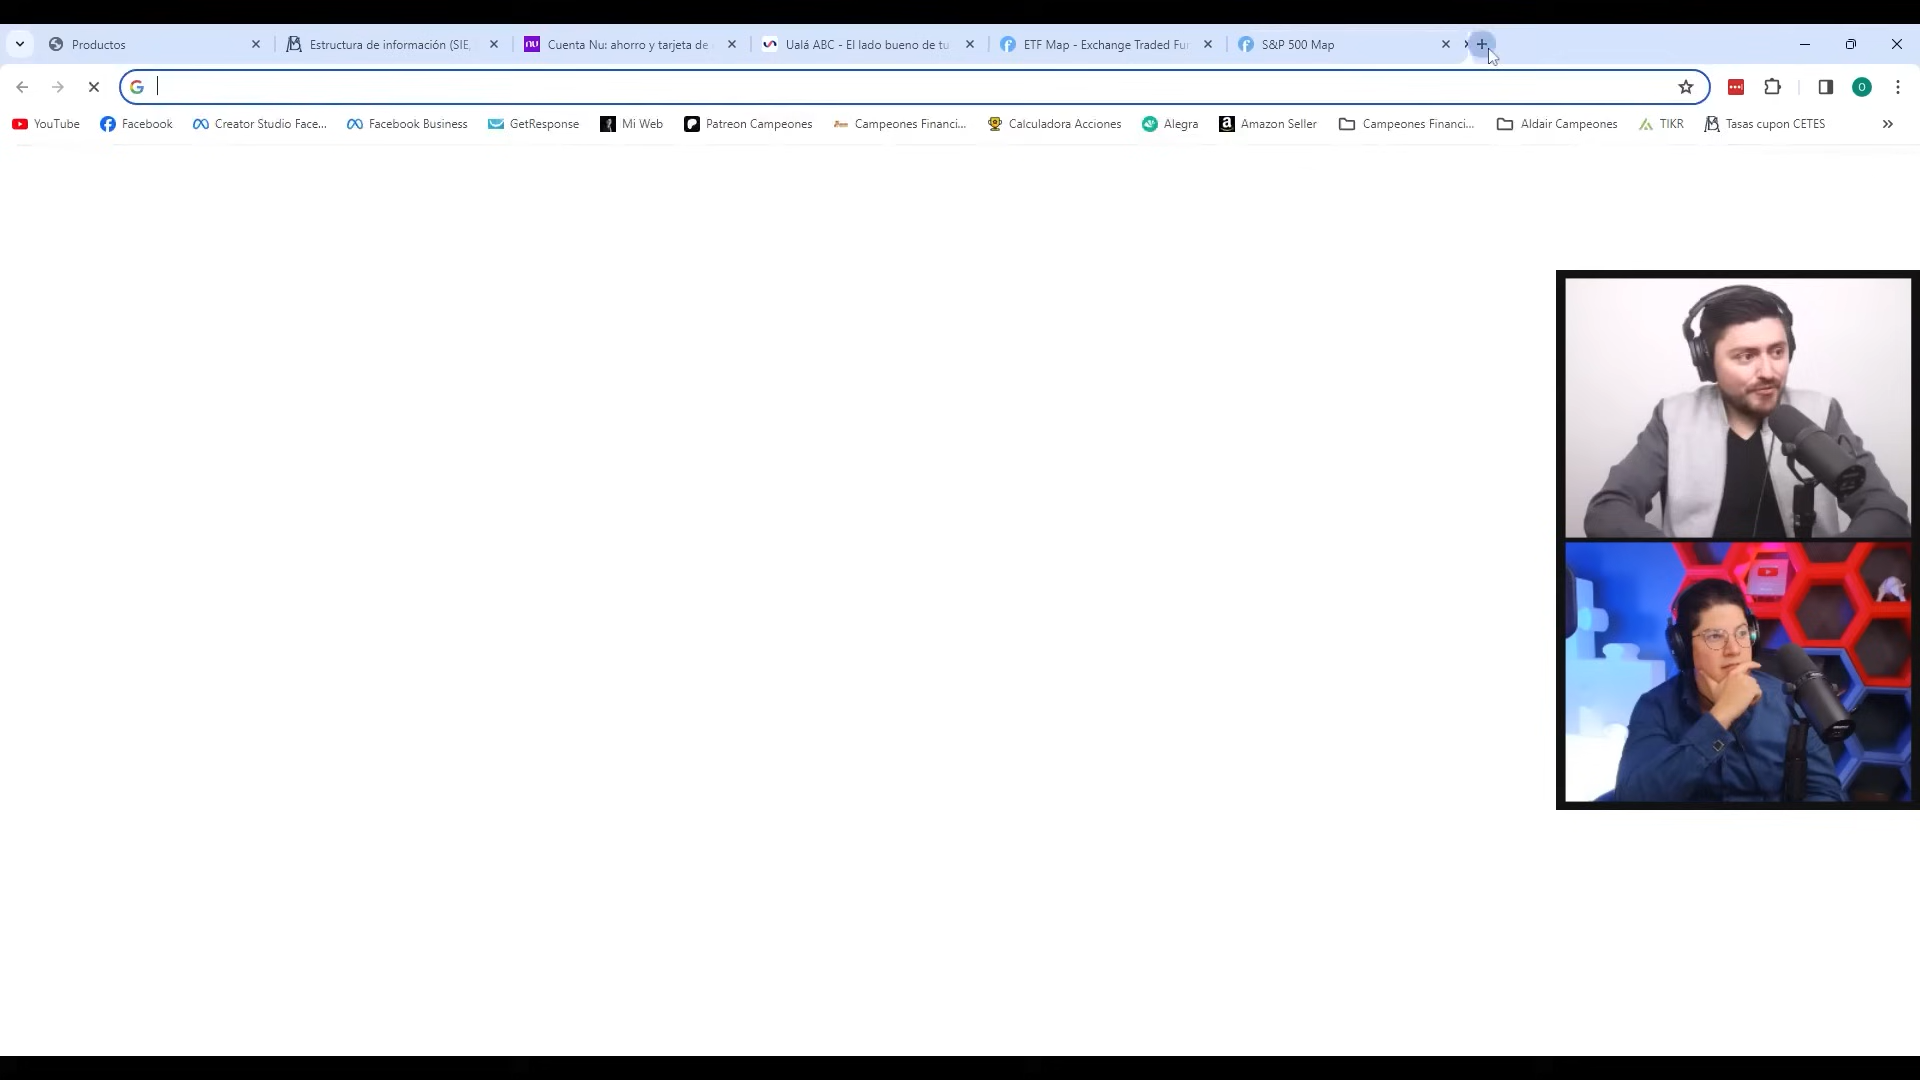 Productos
Estructura de información (SIE,
nu Cuenta Nu: ahorro y tarjeta de
Ualá ABC - El lado bueno de tu
ETF Map - Exchange Traded Fu
S&P 500 Map
YouTube
Facebook
Creator Studio Face...
Facebook Business
GetResponse
Mi Web
Patreon Campeones
Campeones Financi...
Calculadora Acciones
Alegra
Amazon Seller
Campeones Financi...
Aldair Campeones
TIKR
Tasas cupon CETES
O